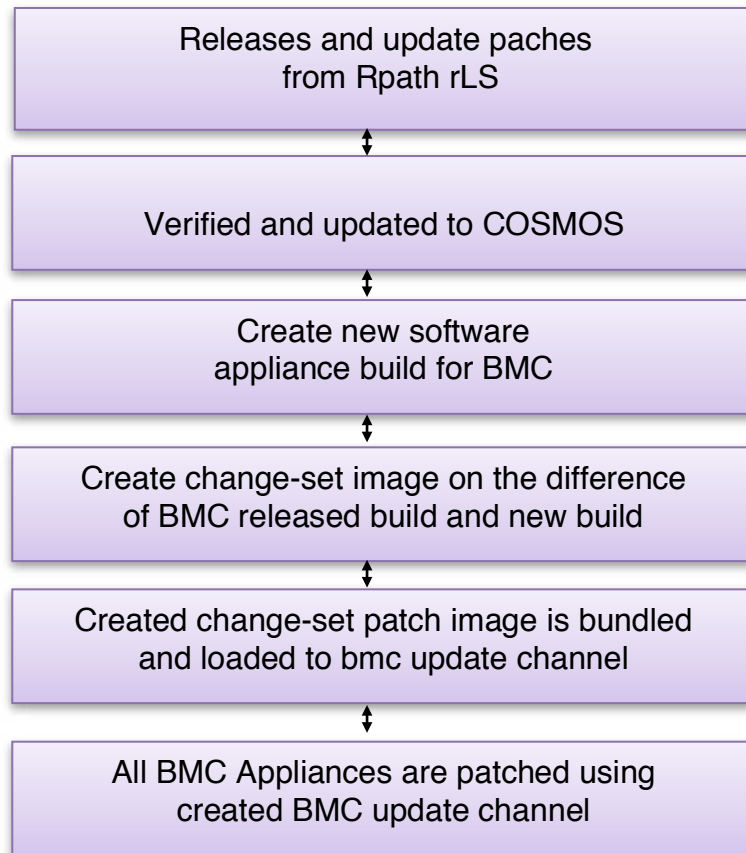 Releases and update paches
from Rpath rLS
Verified and updated to COSMOS
Create new software
appliance build for BMC
Create change-set image on the difference
of BMC released build and new build
Created change-set patch image is bundled
and loaded to bmc update channel
All BMC Appliances are patched using
created BMC update channel